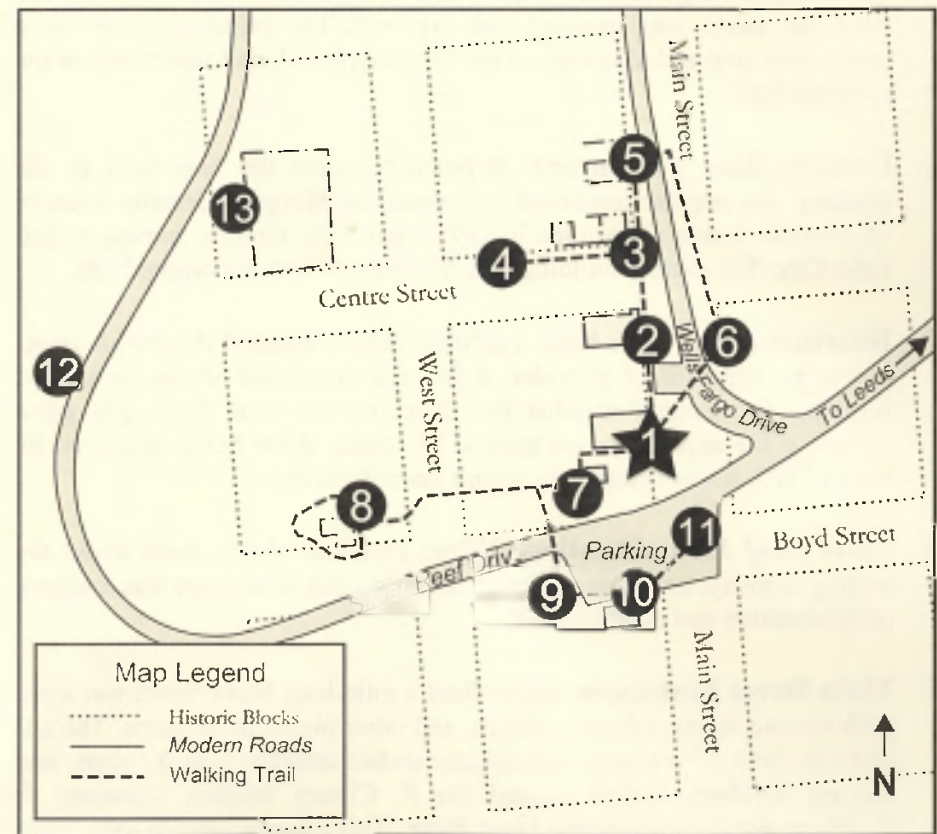 Main Street
5
13
3
4
Centre Street
2
6
12
Wells Fargo Drive
To Leeds
West Street
1
7
8
11
Boyd Street
Parking
Reef
9
10
Main Street
Map Legend
Historic Blocks
Modern Roads
Walking Trail
N